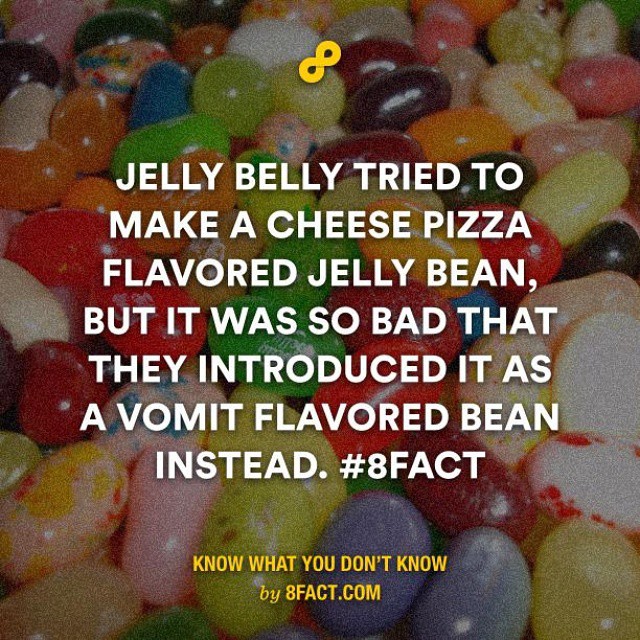 JELLY BELLY TRIED TO
MAKE A CHEESE PIZZA
FLAVORED JELLY BEAN,
BUT IT WAS SO BAD THAT
THEY INTRODUCED IT AS
A VOMIT FLAVORED BEAN
INSTEAD. #8FACT
KNOW WHAT YOU DON'T KNOW
by 8FACT.COM